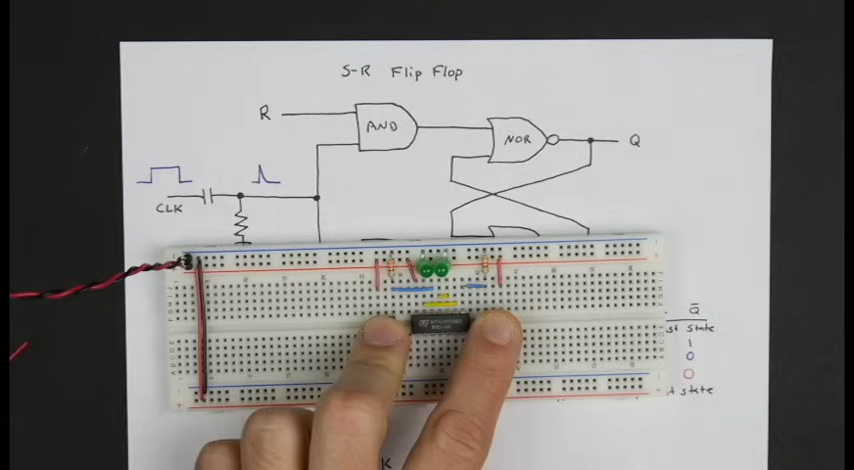 S-R Flip Flop
R
AND
NOR
Q
CLK
Q̅
st state
1
0
0
t state
K